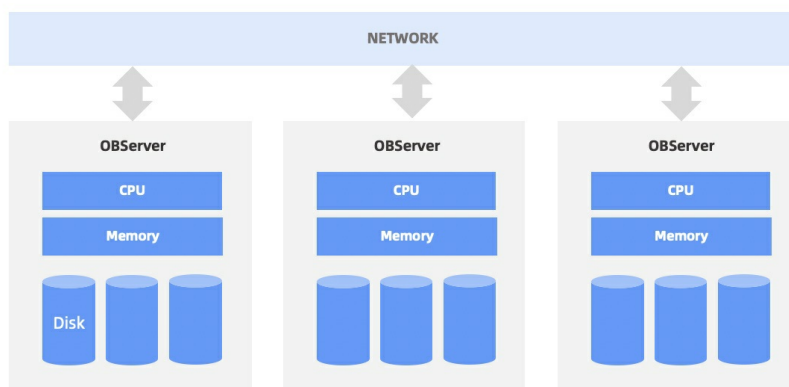 NETWORK
OBServer
OBServer
OBServer
CPU
CPU
CPU
Memory
Memory
Memory
Disk